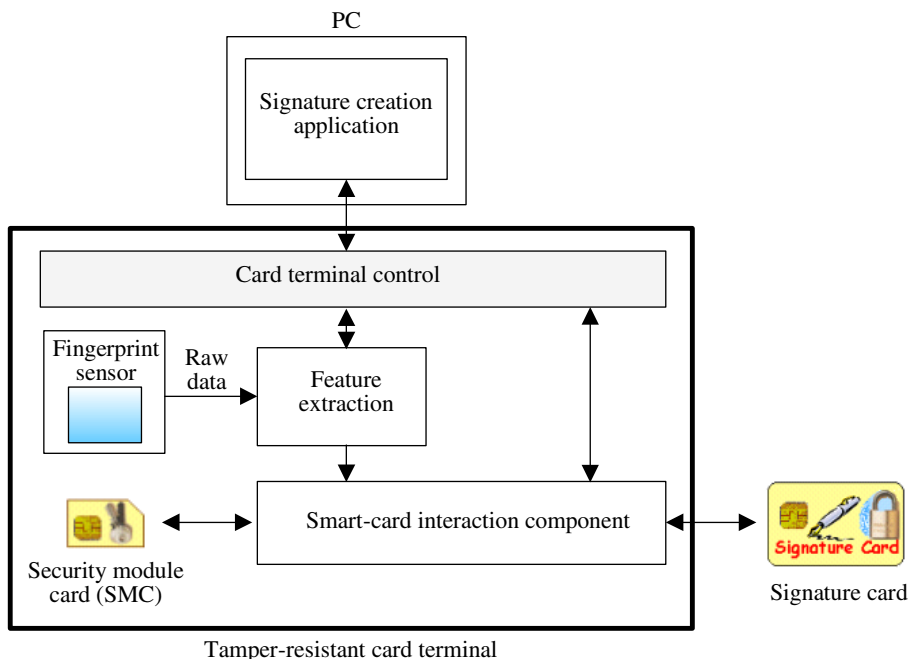 PC
Signature creation
application
Card terminal control
Fingerprint
sensor
Raw
data
Feature
extraction
Smart-card interaction component
Security module
card (SMC)
Signature Card
Signature card
Tamper-resistant card terminal